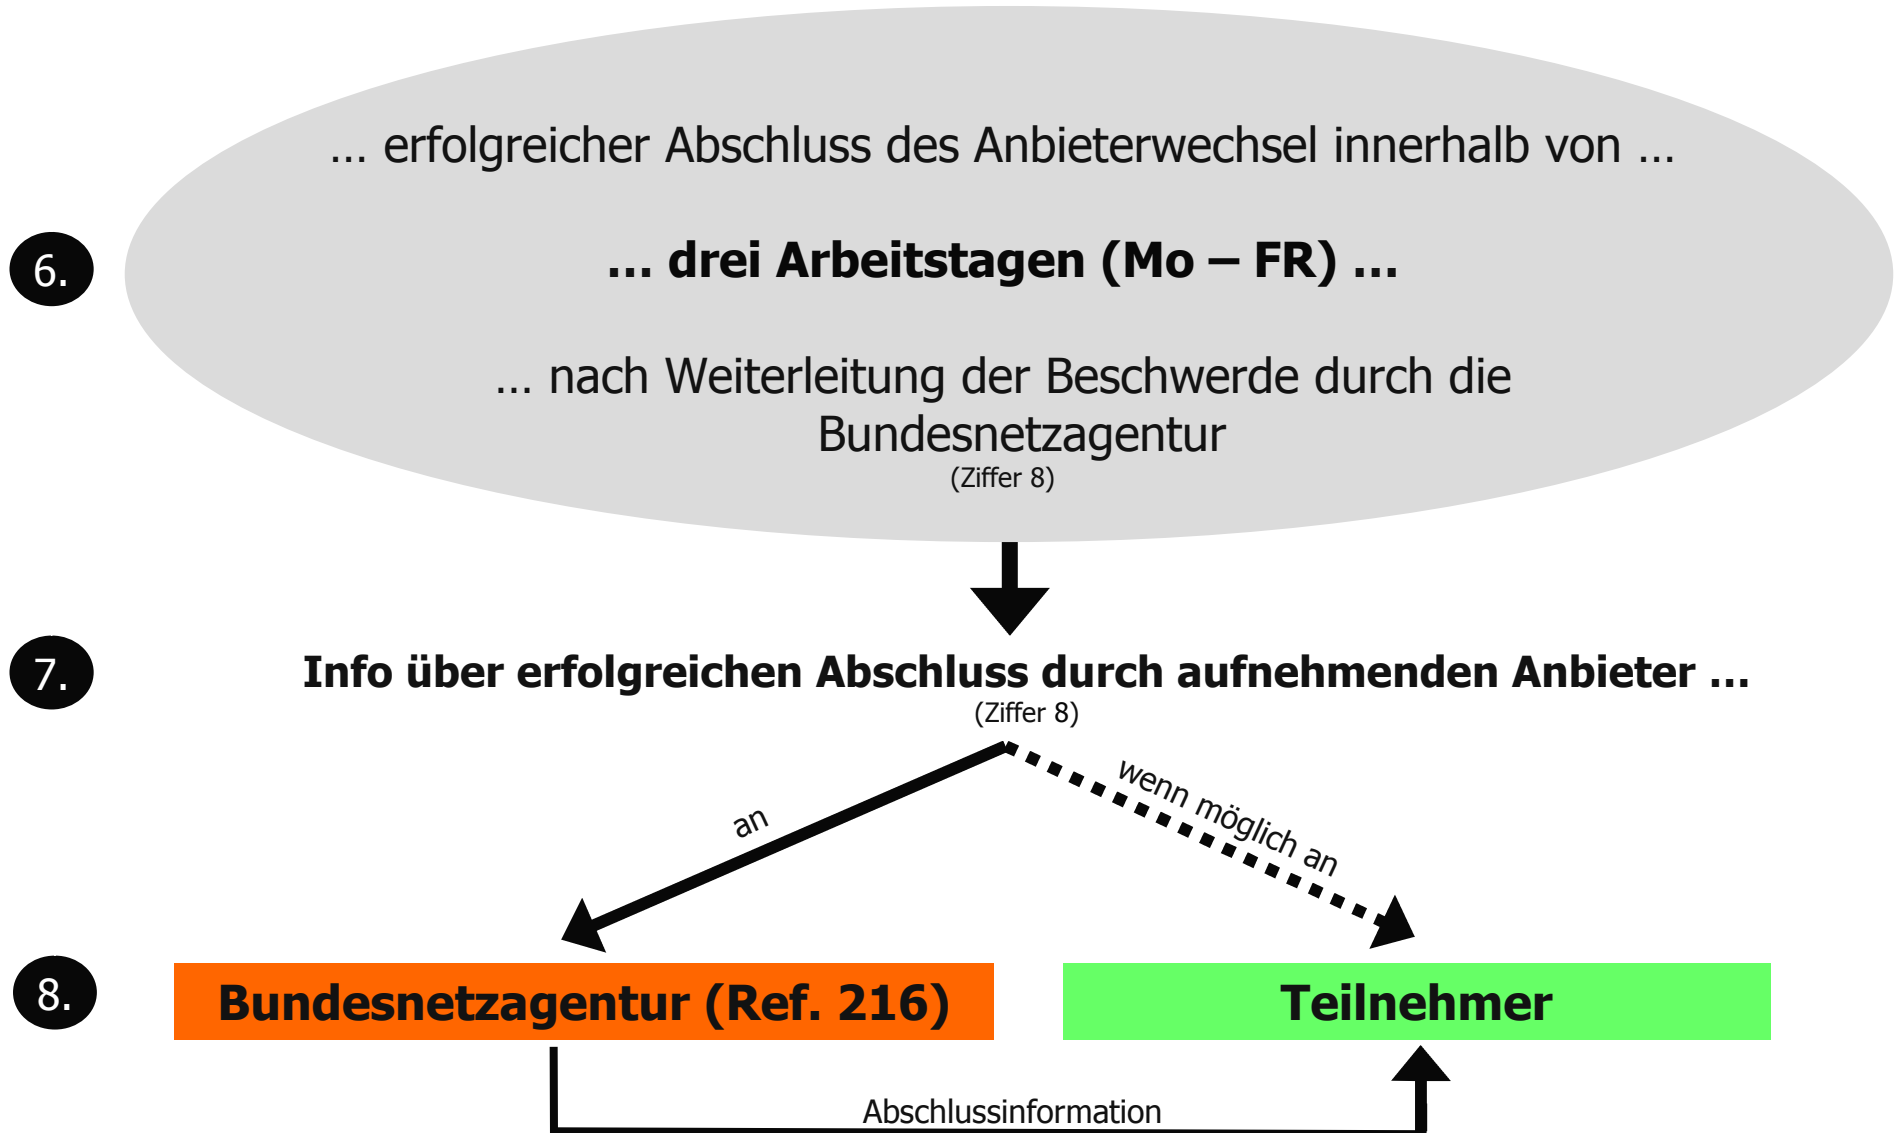 … erfolgreicher Abschluss des Anbieterwechsel innerhalb von …
6.
… drei Arbeitstagen (Mo – FR) …
… nach Weiterleitung der Beschwerde durch die
Bundesnetzagentur
(Ziffer 8)
7.
Info über erfolgreichen Abschluss durch aufnehmenden Anbieter …
(Ziffer 8)
an
wenn möglich an
8.
Bundesnetzagentur (Ref. 216)
Teilnehmer
Abschlussinformation